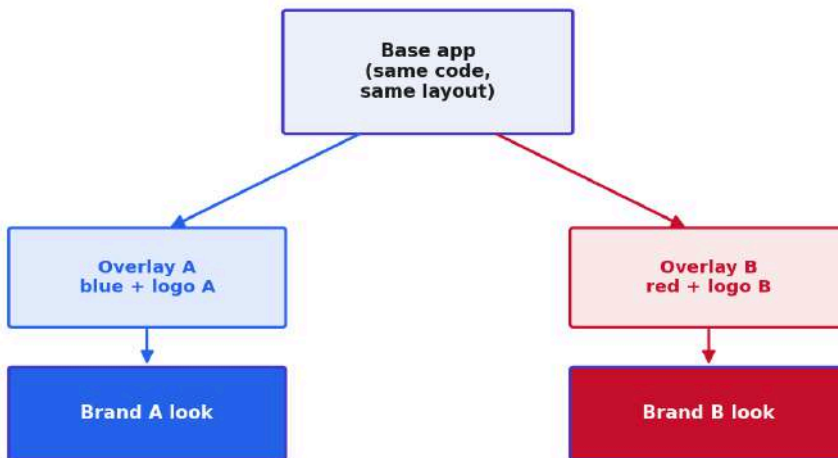 Base app
(same code,
same layout)
Overlay A
blue + logo A
Overlay B
red + logo B
Brand A look
Brand B look